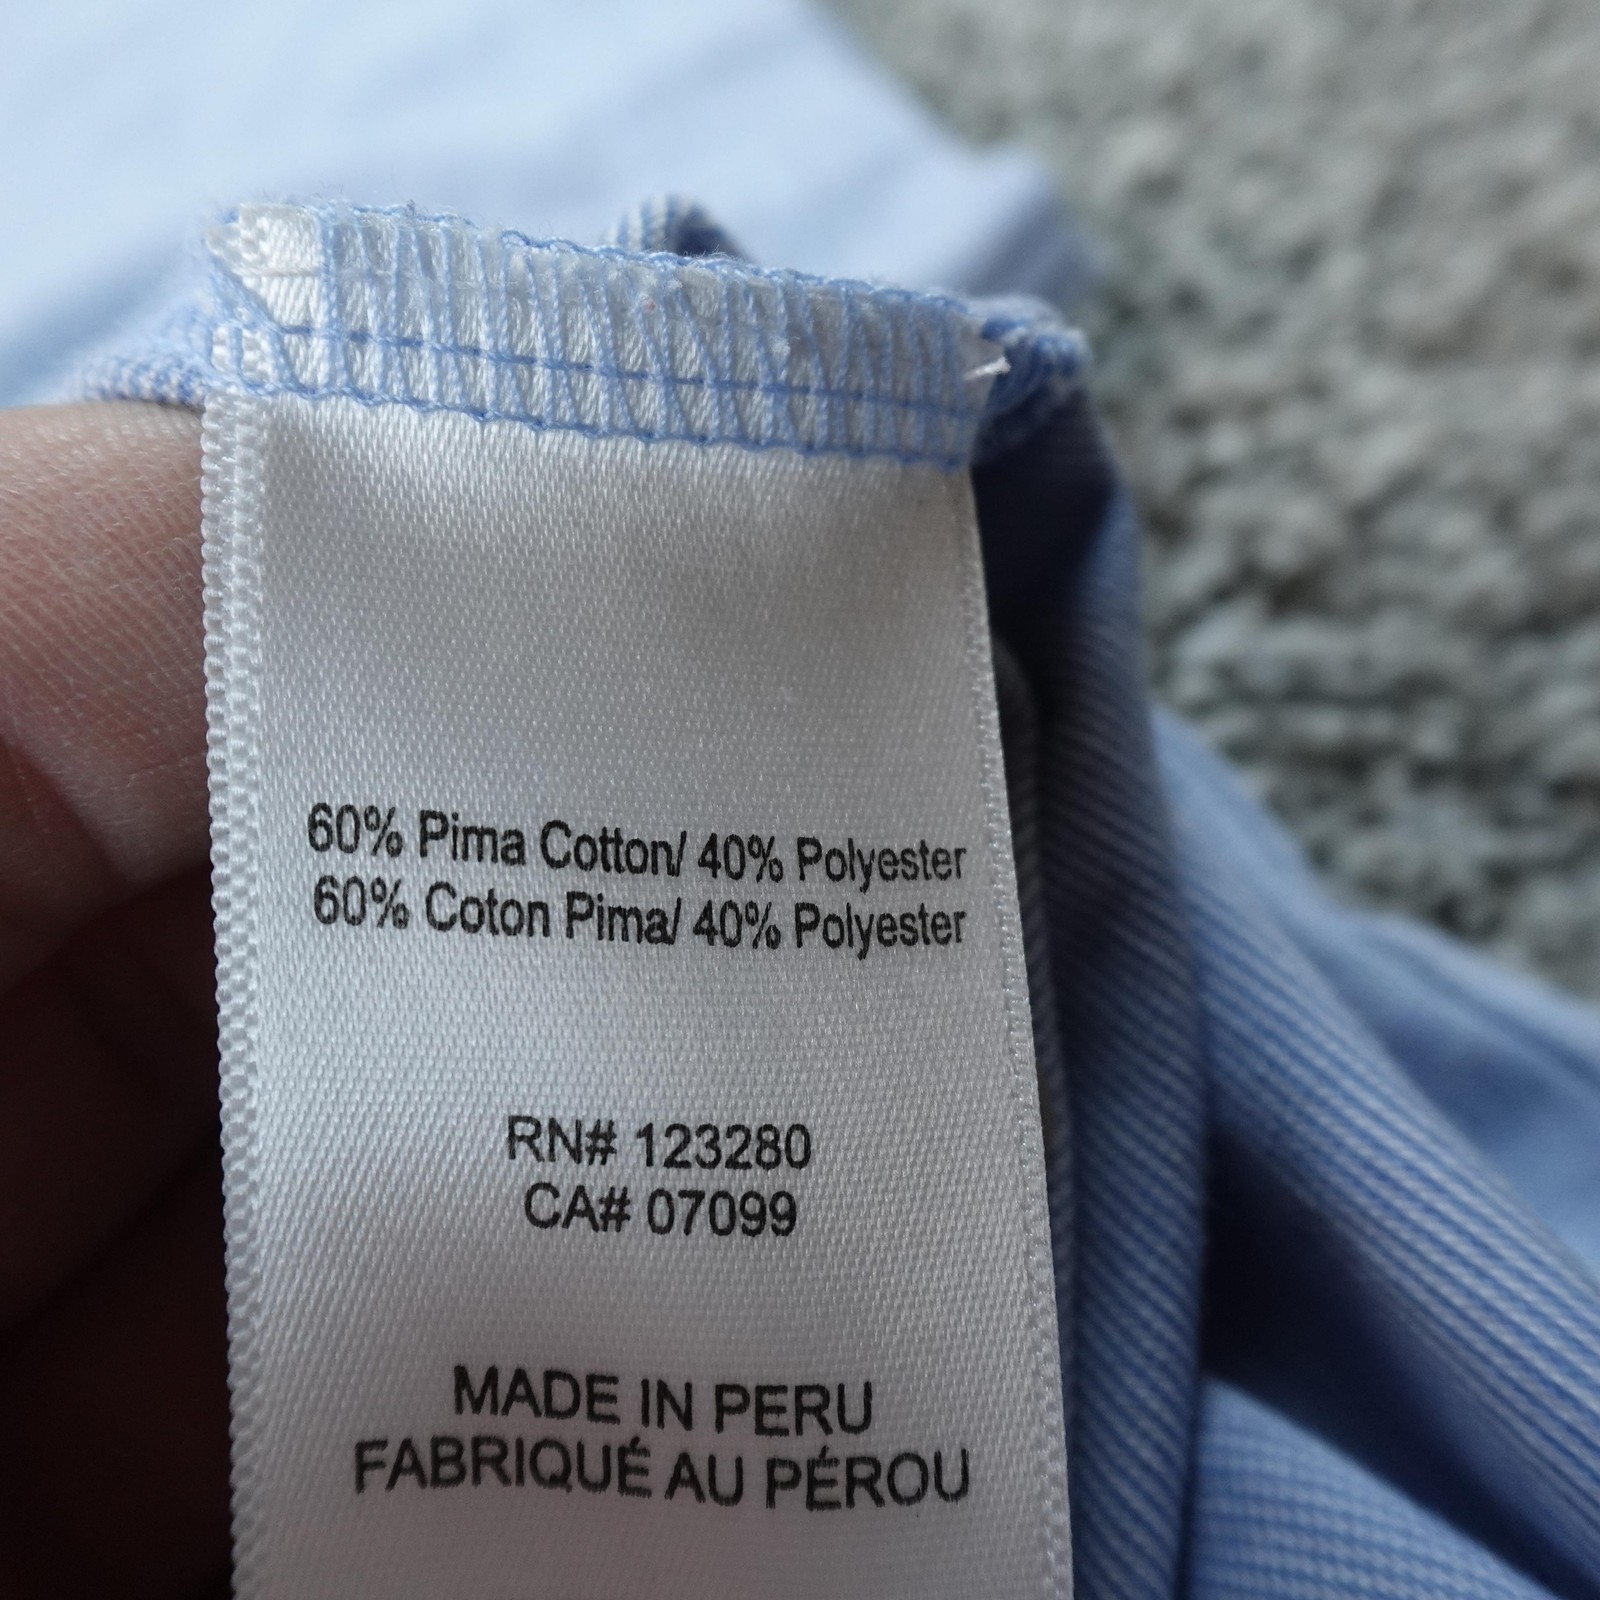 60% Pima Cotton/ 40% Polyester
60% Coton Pima/ 40% Polyester
RN# 123280
CA# 07099
MADE IN PERU
FABRIQUÉ AU PÉROU